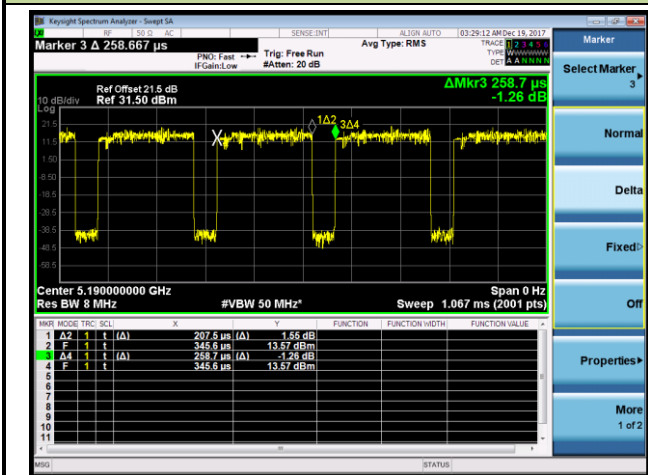 Keysight Spectrum Analyzer - Swept SA
RF 50 Ω AC SENSE:INT ALIGN AUTO 03:29:12 AM Dec 19, 2017
Marker 3 Δ 258.667 µs
PNO: Fast
IFGain:Low
Trig: Free Run
#Atten: 20 dB
Avg Type: RMS
TRACE 1 2 3 4 5 6
TYPE WWWWWW
DET A A N N N N
Marker
Select Marker
3
Normal
Delta
Fixed
Off
Properties
More
1 of 2
ΔMkr3 258.7 µs
-1.26 dB
Ref Offset 21.5 dB
10 dB/div Ref 31.50 dBm
Log
21.5
11.5
1.50
-8.50
-18.5
-28.5
-38.5
-48.5
-58.5
X
1Δ2
3Δ4
Center 5.190000000 GHz Span 0 Hz
Res BW 8 MHz #VBW 50 MHz* Sweep 1.067 ms (2001 pts)
MKR MODE TRC SCL X Y FUNCTION FUNCTION WIDTH FUNCTION VALUE
1 Δ2 1 t (Δ) 207.5 µs (Δ) 1.55 dB
2 F 1 t 345.6 µs 13.57 dBm
3 Δ4 1 t (Δ) 258.7 µs (Δ) -1.26 dB
4 F 1 t 345.6 µs 13.57 dBm
5
6
7
8
9
10
11
MSG STATUS